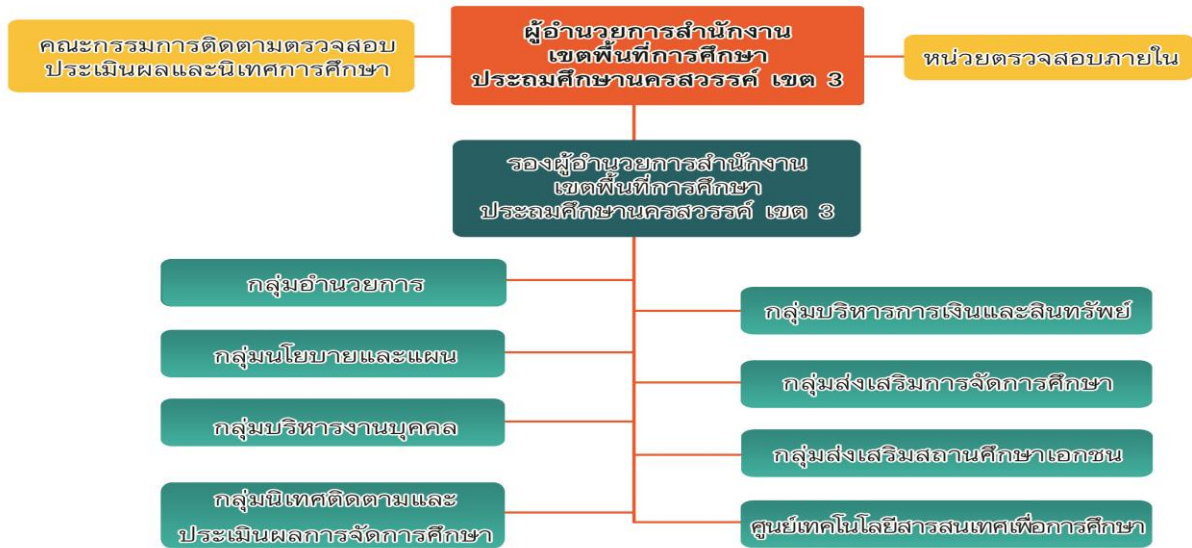 คณะกรรมการติดตามตรวจสอบ
ประเมินผลและนิเทศการศึกษา
ผู้อำนวยการสำนักงาน
เขตพื้นที่การศึกษา
ประถมศึกษานครสวรรค์ เขต 3
หน่วยตรวจสอบภายใน
รองผู้อำนวยการสำนักงาน
เขตพื้นที่การศึกษา
ประถมศึกษานครสวรรค์ เขต 3
กลุ่มอำนวยการ
กลุ่มนโยบายและแผน
กลุ่มบริหารงานบุคคล
กลุ่มนิเทศติดตามและ
ประเมินผลการจัดการศึกษา
กลุ่มบริหารการเงินและสินทรัพย์
กลุ่มส่งเสริมการจัดการศึกษา
กลุ่มส่งเสริมสถานศึกษาเอกชน
ศูนย์เทคโนโลยีสารสนเทศเพื่อการศึกษา